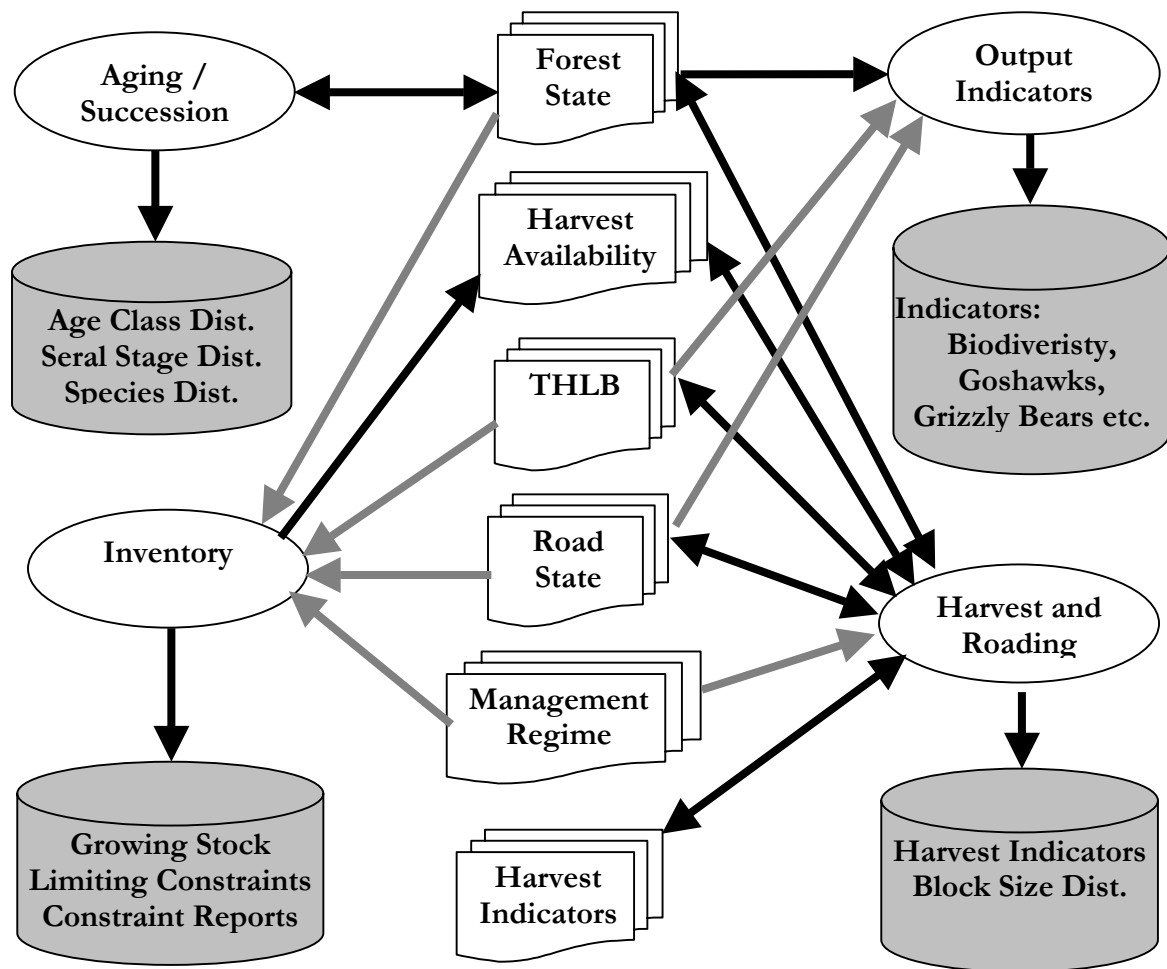 Aging /
Succession
Forest
State
Output
Indicators
Harvest
Availability
Age Class Dist.
Seral Stage Dist.
Species Dist.
Indicators:
Biodiveristy,
Goshawks,
Grizzly Bears etc.
THLB
Inventory
Road
State
Harvest and
Roading
Management
Regime
Growing Stock
Limiting Constraints
Constraint Reports
Harvest
Indicators
Harvest Indicators
Block Size Dist.